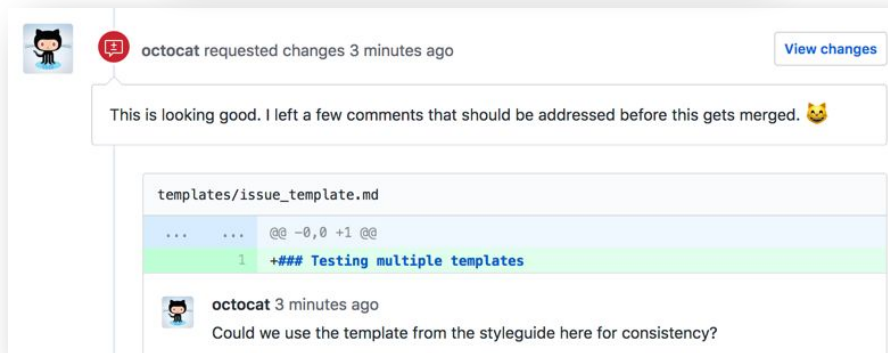 octocat requested changes 3 minutes ago
View changes
This is looking good. I left a few comments that should be addressed before this gets merged. 😺
templates/issue_template.md
... ... @@ -0,0 +1 @@
1 +### Testing multiple templates
octocat 3 minutes ago
Could we use the template from the styleguide here for consistency?